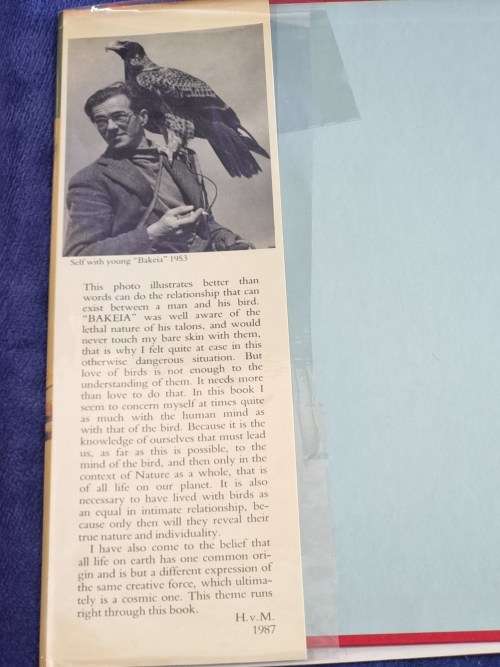 Self with young "Bakeia" 1953
This photo illustrates better than
words can do the relationship that can
exist between a man and his bird.
"BAKEIA" was well aware of the
lethal nature of his talons, and would
never touch my bare skin with them,
that is why I felt quite at ease in this
otherwise dangerous situation. But
love of birds is not enough to the
understanding of them. It needs more
than love to do that. In this book I
seem to concern myself at times quite
as much with the human mind as
with that of the bird. Because it is the
knowledge of ourselves that must lead
us, as far as this is possible, to the
mind of the bird, and then only in the
context of Nature as a whole, that is
of all life on our planet. It is also
necessary to have lived with birds as
an equal in intimate relationship, be-
cause only then will they reveal their
true nature and individuality.
I have also come to the belief that
all life on earth has one common ori-
gin and is but a different expression of
the same creative force, which ultima-
tely is a cosmic one. This theme runs
right through this book.
H.v.M.
1987